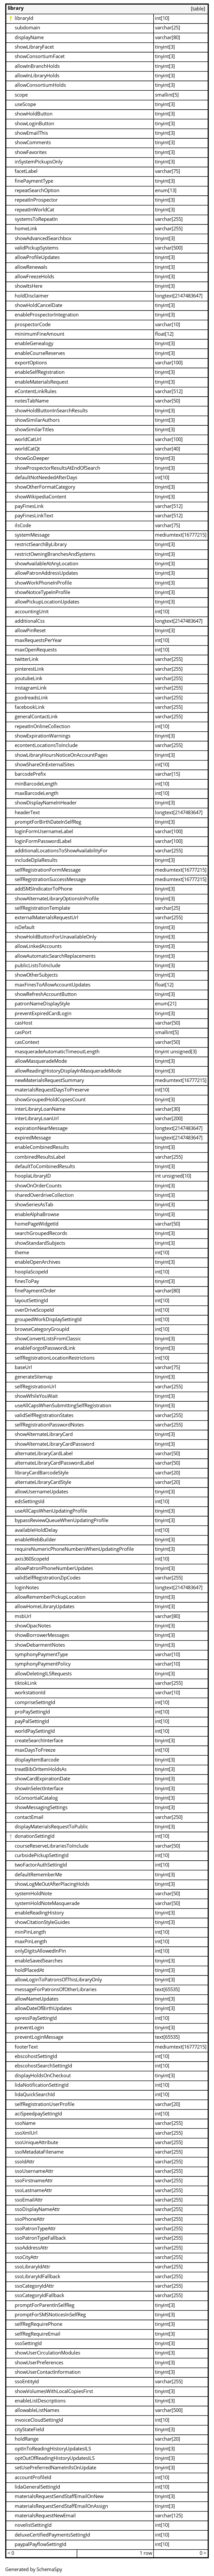 library [table]
libraryId int[10]
subdomain varchar[25]
displayName varchar[80]
showLibraryFacet tinyint[3]
showConsortiumFacet tinyint[3]
allowInBranchHolds tinyint[3]
allowInLibraryHolds tinyint[3]
allowConsortiumHolds tinyint[3]
scope smallint[5]
useScope tinyint[3]
showHoldButton tinyint[3]
showLoginButton tinyint[3]
showEmailThis tinyint[3]
showComments tinyint[3]
showFavorites tinyint[3]
inSystemPickupsOnly tinyint[3]
facetLabel varchar[75]
finePaymentType tinyint[3]
repeatSearchOption enum[13]
repeatInProspector tinyint[3]
repeatInWorldCat tinyint[3]
systemsToRepeatIn varchar[255]
homeLink varchar[255]
showAdvancedSearchbox tinyint[3]
validPickupSystems varchar[500]
allowProfileUpdates tinyint[3]
allowRenewals tinyint[3]
allowFreezeHolds tinyint[3]
showItsHere tinyint[3]
holdDisclaimer longtext[2147483647]
showHoldCancelDate tinyint[3]
enableProspectorIntegration tinyint[3]
prospectorCode varchar[10]
minimumFineAmount float[12]
enableGenealogy tinyint[3]
enableCourseReserves tinyint[3]
exportOptions varchar[100]
enableSelfRegistration tinyint[3]
enableMaterialsRequest tinyint[3]
eContentLinkRules varchar[512]
notesTabName varchar[50]
showHoldButtonInSearchResults tinyint[3]
showSimilarAuthors tinyint[3]
showSimilarTitles tinyint[3]
worldCatUrl varchar[100]
worldCatQt varchar[40]
showGoDeeper tinyint[3]
showProspectorResultsAtEndOfSearch tinyint[3]
defaultNotNeededAfterDays int[10]
showOtherFormatCategory tinyint[3]
showWikipediaContent tinyint[3]
payFinesLink varchar[512]
payFinesLinkText varchar[512]
ilsCode varchar[75]
systemMessage mediumtext[16777215]
restrictSearchByLibrary tinyint[3]
restrictOwningBranchesAndSystems tinyint[3]
showAvailableAtAnyLocation tinyint[3]
allowPatronAddressUpdates tinyint[3]
showWorkPhoneInProfile tinyint[3]
showNoticeTypeInProfile tinyint[3]
allowPickupLocationUpdates tinyint[3]
accountingUnit int[10]
additionalCss longtext[2147483647]
allowPinReset tinyint[3]
maxRequestsPerYear int[10]
maxOpenRequests int[10]
twitterLink varchar[255]
pinterestLink varchar[255]
youtubeLink varchar[255]
instagramLink varchar[255]
goodreadsLink varchar[255]
facebookLink varchar[255]
generalContactLink varchar[255]
repeatInOnlineCollection int[10]
showExpirationWarnings tinyint[3]
econtentLocationsToInclude varchar[255]
showLibraryHoursNoticeOnAccountPages tinyint[3]
showShareOnExternalSites int[10]
barcodePrefix varchar[15]
minBarcodeLength int[10]
maxBarcodeLength int[10]
showDisplayNameInHeader tinyint[3]
headerText longtext[2147483647]
promptForBirthDateInSelfReg tinyint[3]
loginFormUsernameLabel varchar[100]
loginFormPasswordLabel varchar[100]
additionalLocationsToShowAvailabilityFor varchar[255]
includeDplaResults tinyint[3]
selfRegistrationFormMessage mediumtext[16777215]
selfRegistrationSuccessMessage mediumtext[16777215]
addSMSIndicatorToPhone tinyint[3]
showAlternateLibraryOptionsInProfile tinyint[3]
selfRegistrationTemplate varchar[25]
externalMaterialsRequestUrl varchar[255]
isDefault tinyint[3]
showHoldButtonForUnavailableOnly tinyint[3]
allowLinkedAccounts tinyint[3]
allowAutomaticSearchReplacements tinyint[3]
publicListsToInclude tinyint[3]
showOtherSubjects tinyint[3]
maxFinesToAllowAccountUpdates float[12]
showRefreshAccountButton tinyint[3]
patronNameDisplayStyle enum[21]
preventExpiredCardLogin tinyint[3]
casHost varchar[50]
casPort smallint[5]
casContext varchar[50]
masqueradeAutomaticTimeoutLength tinyint unsigned[3]
allowMasqueradeMode tinyint[3]
allowReadingHistoryDisplayInMasqueradeMode tinyint[3]
newMaterialsRequestSummary mediumtext[16777215]
materialsRequestDaysToPreserve int[10]
showGroupedHoldCopiesCount tinyint[3]
interLibraryLoanName varchar[30]
interLibraryLoanUrl varchar[200]
expirationNearMessage longtext[2147483647]
expiredMessage longtext[2147483647]
enableCombinedResults tinyint[3]
combinedResultsLabel varchar[255]
defaultToCombinedResults tinyint[3]
hooplaLibraryID int unsigned[10]
showOnOrderCounts tinyint[3]
sharedOverdriveCollection tinyint[3]
showSeriesAsTab tinyint[3]
enableAlphaBrowse tinyint[3]
homePageWidgetId varchar[50]
searchGroupedRecords tinyint[3]
showStandardSubjects tinyint[3]
theme int[10]
enableOpenArchives tinyint[3]
hooplaScopeId int[10]
finesToPay tinyint[3]
finePaymentOrder varchar[80]
layoutSettingId int[10]
overDriveScopeId int[10]
groupedWorkDisplaySettingId int[10]
browseCategoryGroupId int[10]
showConvertListsFromClassic tinyint[3]
enableForgotPasswordLink tinyint[3]
selfRegistrationLocationRestrictions int[10]
baseUrl varchar[75]
generateSitemap tinyint[3]
selfRegistrationUrl varchar[255]
showWhileYouWait tinyint[3]
useAllCapsWhenSubmittingSelfRegistration tinyint[3]
validSelfRegistrationStates varchar[255]
selfRegistrationPasswordNotes varchar[255]
showAlternateLibraryCard tinyint[3]
showAlternateLibraryCardPassword tinyint[3]
alternateLibraryCardLabel varchar[50]
alternateLibraryCardPasswordLabel varchar[50]
libraryCardBarcodeStyle varchar[20]
alternateLibraryCardStyle varchar[20]
allowUsernameUpdates tinyint[3]
edsSettingsId int[10]
useAllCapsWhenUpdatingProfile tinyint[3]
bypassReviewQueueWhenUpdatingProfile tinyint[3]
availableHoldDelay int[10]
enableWebBuilder tinyint[3]
requireNumericPhoneNumbersWhenUpdatingProfile tinyint[3]
axis360ScopeId int[10]
allowPatronPhoneNumberUpdates tinyint[3]
validSelfRegistrationZipCodes varchar[255]
loginNotes longtext[2147483647]
allowRememberPickupLocation tinyint[3]
allowHomeLibraryUpdates tinyint[3]
msbUrl varchar[80]
showOpacNotes tinyint[3]
showBorrowerMessages tinyint[3]
showDebarmentNotes tinyint[3]
symphonyPaymentType varchar[10]
symphonyPaymentPolicy varchar[10]
allowDeletingILSRequests tinyint[3]
tiktokLink varchar[255]
workstationId varchar[10]
compriseSettingId int[10]
proPaySettingId int[10]
payPalSettingId int[10]
worldPaySettingId int[10]
createSearchInterface tinyint[3]
maxDaysToFreeze int[10]
displayItemBarcode tinyint[3]
treatBibOrItemHoldsAs tinyint[3]
showCardExpirationDate tinyint[3]
showInSelectInterface tinyint[3]
isConsortialCatalog tinyint[3]
showMessagingSettings tinyint[3]
contactEmail varchar[250]
displayMaterialsRequestToPublic tinyint[3]
donationSettingId int[10]
courseReserveLibrariesToInclude varchar[50]
curbsidePickupSettingId int[10]
twoFactorAuthSettingId int[10]
defaultRememberMe tinyint[3]
showLogMeOutAfterPlacingHolds tinyint[3]
systemHoldNote varchar[50]
systemHoldNoteMasquerade varchar[50]
enableReadingHistory tinyint[3]
showCitationStyleGuides tinyint[3]
minPinLength int[10]
maxPinLength int[10]
onlyDigitsAllowedInPin int[10]
enableSavedSearches tinyint[3]
holdPlacedAt tinyint[3]
allowLoginToPatronsOfThisLibraryOnly tinyint[3]
messageForPatronsOfOtherLibraries text[65535]
allowNameUpdates tinyint[3]
allowDateOfBirthUpdates tinyint[3]
xpressPaySettingId int[10]
preventLogin tinyint[3]
preventLoginMessage text[65535]
footerText mediumtext[16777215]
ebscohostSettingId int[10]
ebscohostSearchSettingId int[10]
displayHoldsOnCheckout tinyint[3]
lidaNotificationSettingId int[10]
lidaQuickSearchId int[10]
selfRegistrationUserProfile varchar[20]
aciSpeedpaySettingId int[10]
ssoName varchar[255]
ssoXmlUrl varchar[255]
ssoUniqueAttribute varchar[255]
ssoMetadataFilename varchar[255]
ssoIdAttr varchar[255]
ssoUsernameAttr varchar[255]
ssoFirstnameAttr varchar[255]
ssoLastnameAttr varchar[255]
ssoEmailAttr varchar[255]
ssoDisplayNameAttr varchar[255]
ssoPhoneAttr varchar[255]
ssoPatronTypeAttr varchar[255]
ssoPatronTypeFallback varchar[255]
ssoAddressAttr varchar[255]
ssoCityAttr varchar[255]
ssoLibraryIdAttr varchar[255]
ssoLibraryIdFallback varchar[255]
ssoCategoryIdAttr varchar[255]
ssoCategoryIdFallback varchar[255]
promptForParentInSelfReg tinyint[3]
promptForSMSNoticesInSelfReg tinyint[3]
selfRegRequirePhone tinyint[3]
selfRegRequireEmail tinyint[3]
ssoSettingId tinyint[3]
showUserCirculationModules tinyint[3]
showUserPreferences tinyint[3]
showUserContactInformation tinyint[3]
ssoEntityId varchar[255]
showVolumesWithLocalCopiesFirst tinyint[3]
enableListDescriptions tinyint[3]
allowableListNames varchar[500]
invoiceCloudSettingId int[10]
cityStateField tinyint[3]
holdRange varchar[20]
optInToReadingHistoryUpdatesILS tinyint[3]
optOutOfReadingHistoryUpdatesILS tinyint[3]
setUsePreferredNameInIlsOnUpdate tinyint[3]
accountProfileId int[10]
lidaGeneralSettingId int[10]
materialsRequestSendStaffEmailOnNew tinyint[3]
materialsRequestSendStaffEmailOnAssign tinyint[3]
materialsRequestNewEmail varchar[125]
novelistSettingId int[10]
deluxeCertifiedPaymentsSettingId int[10]
paypalPayflowSettingId int[10]
< 0 1 row 0 >
Generated by SchemaSpy